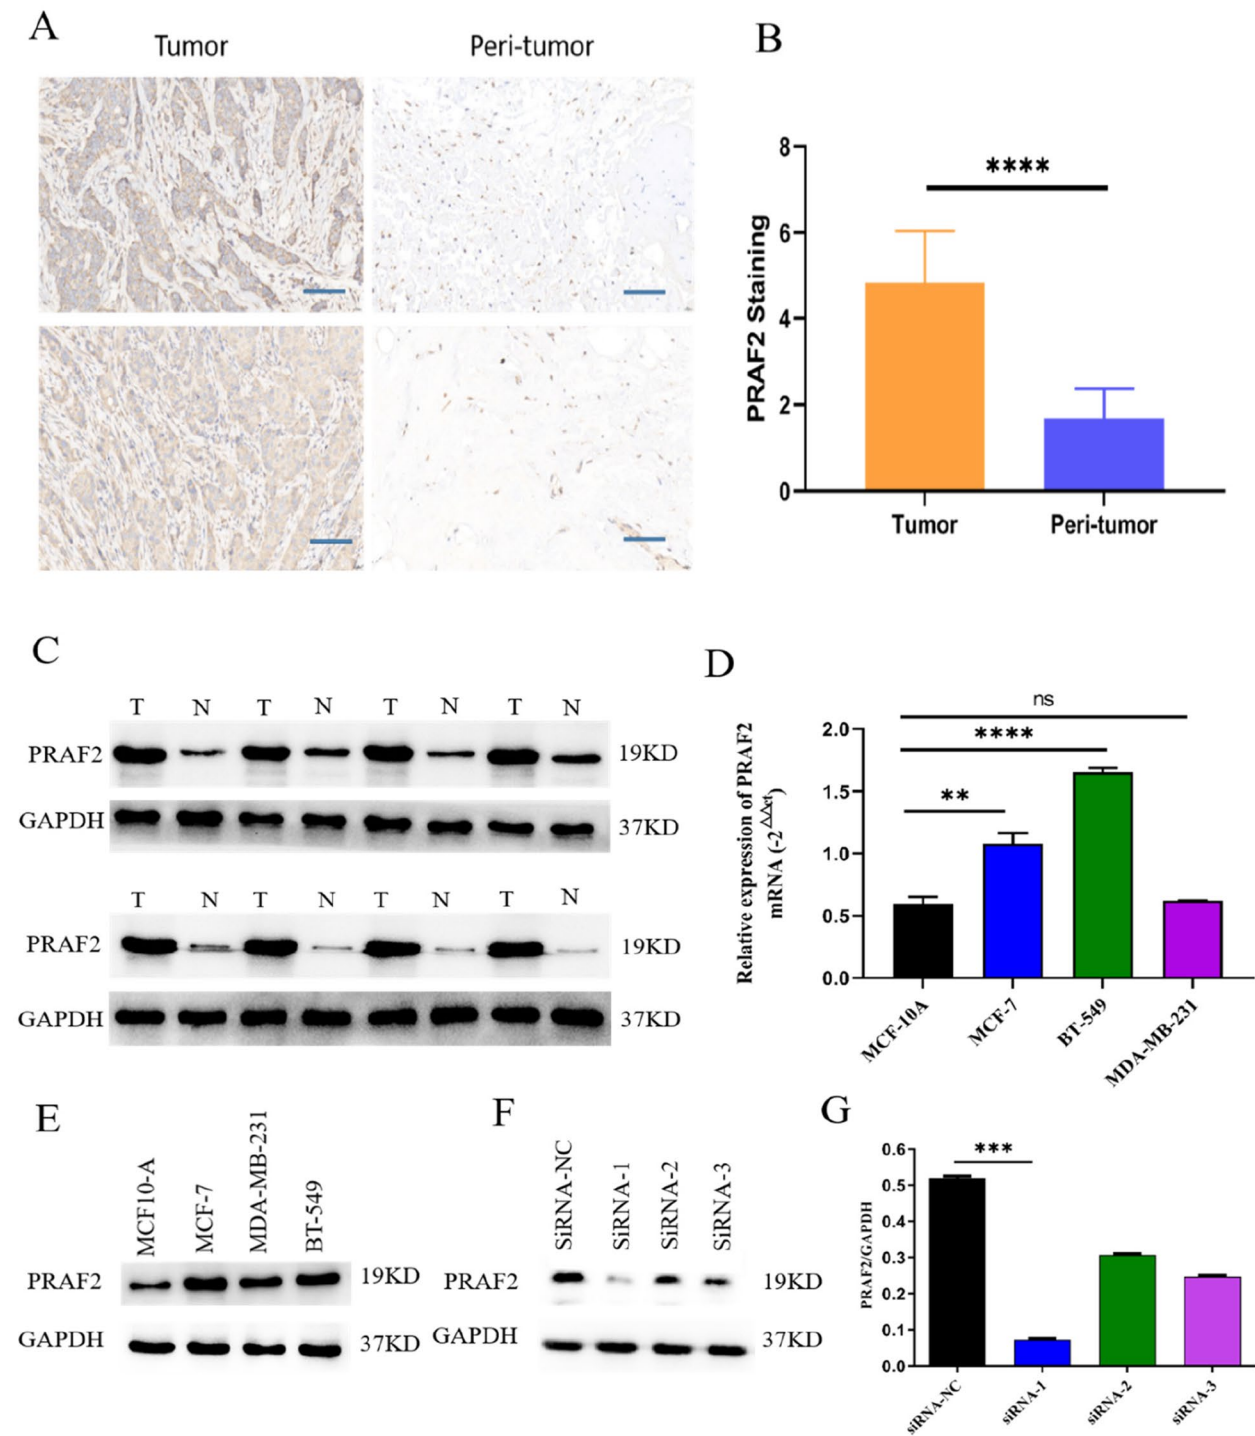 A
Tumor Peri-tumor
B
8
6
4
2
0
PRAF2 Staining
****
Tumor Peri-tumor
C
T N T N T N T N
PRAF2 19KD
GAPDH 37KD
T N T N T N T N
PRAF2 19KD
GAPDH 37KD
D
Relative expression of PRAF2
mRNA (-2△△ct)
2.0
1.5
1.0
0.5
0.0
ns
****
**
MCF-10A MCF-7 BT-549 MDA-MB-231
E
MCF10-A MCF-7 MDA-MB-231 BT-549
PRAF2 19KD
GAPDH 37KD
F
SiRNA-NC SiRNA-1 SiRNA-2 SiRNA-3
PRAF2 19KD
GAPDH 37KD
G
PRAF2/GAPDH
0.6
0.5
0.4
0.3
0.2
0.1
0.0
***
siRNA-NC siRNA-1 siRNA-2 siRNA-3